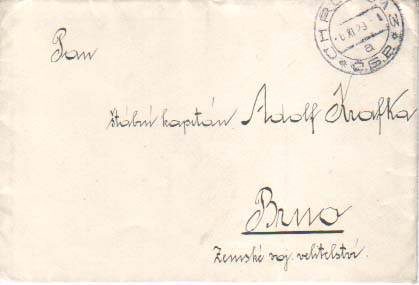 Pan
štábní kapitán Adolf Krafka
Brno
Zemské voj. velitelství.
Č.S.P.